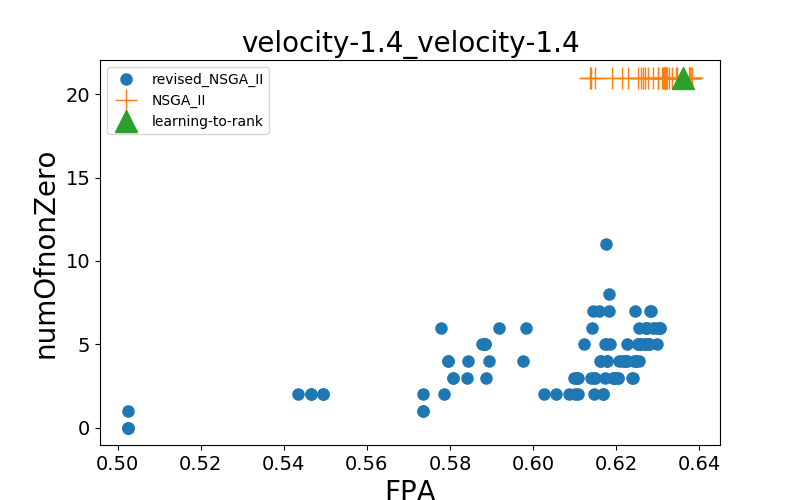 velocity-1.4_velocity-1.4
revised_NSGA_II
NSGA_II
learning-to-rank
numOfnonZero
20
15
10
5
0
0.50 0.52 0.54 0.56 0.58 0.60 0.62 0.64
FPA